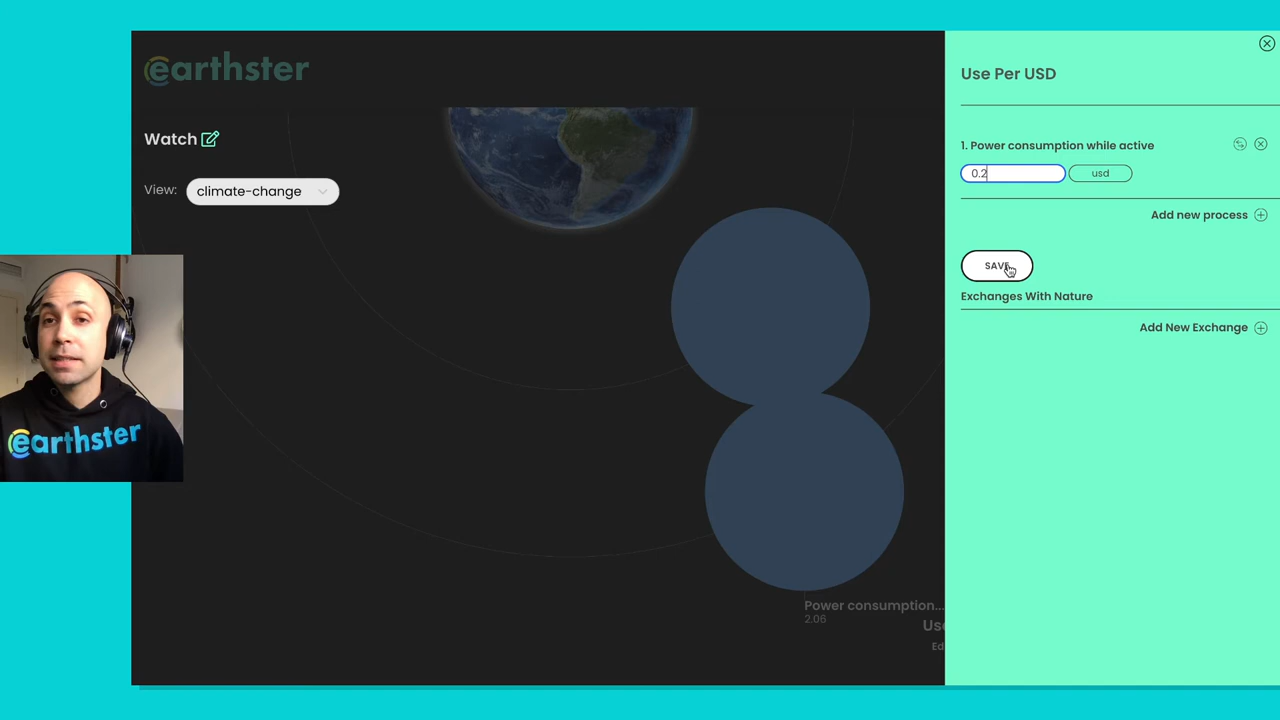 earthster
Watch
View:
climate-change
earthster
Power consumption...
2.06
Use Per USD
1. Power consumption while active
0.2
usd
Add new process
SAVE
Exchanges With Nature
Add New Exchange